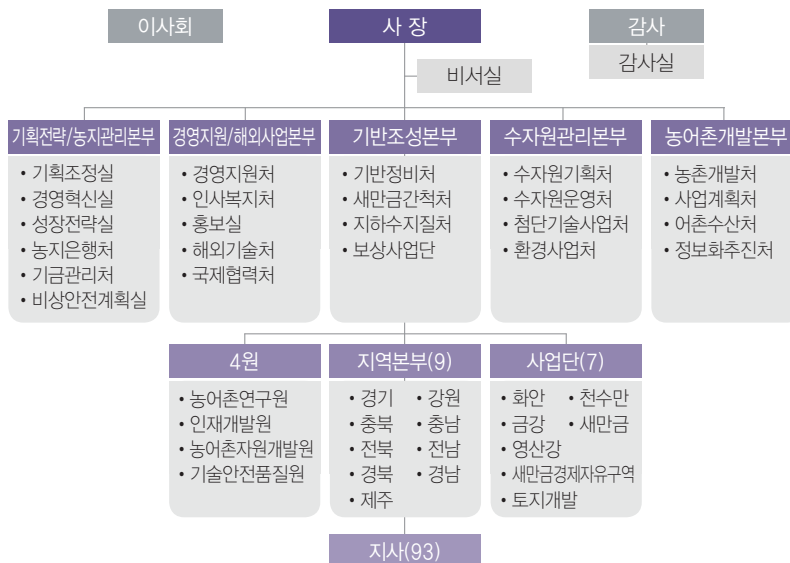 이사회
사 장
감사
감사실
비서실
기획전략/농지관리본부
• 기획조정실
• 경영혁신실
• 성장전략실
• 농지은행처
• 기금관리처
• 비상안전계획실
경영지원/해외사업본부
• 경영지원처
• 인사복지처
• 홍보실
• 해외기술처
• 국제협력처
기반조성본부
• 기반정비처
• 새만금간척처
• 지하수지질처
• 보상사업단
수자원관리본부
• 수자원기획처
• 수자원운영처
• 첨단기술사업처
• 환경사업처
농어촌개발본부
• 농촌개발처
• 사업계획처
• 어촌수산처
• 정보화추진처
4원
• 농어촌연구원
• 인재개발원
• 농어촌자원개발원
• 기술안전품질원
지역본부(9)
• 경기 • 강원
• 충북 • 충남
• 전북 • 전남
• 경북 • 경남
• 제주
사업단(7)
• 화안 • 천수만
• 금강 • 새만금
• 영산강
• 새만금경제자유구역
• 토지개발
지사(93)